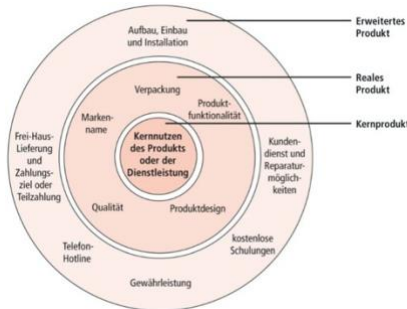 Aufbau, Einbau
und Installation
Erweitertes
Produkt
Reales
Produkt
Kernprodukt
Verpackung
Produkt-
funktionalität
Marken-
name
Kernnutzen
des Produkts
oder der
Dienstleistung
Frei-Haus-
Lieferung
und
Zahlungs-
ziel oder
Teilzahlung
Kunden-
dienst und
Reparatur-
möglich-
keiten
Qualität
Produktdesign
Telefon-
Hotline
kostenlose
Schulungen
Gewährleistung